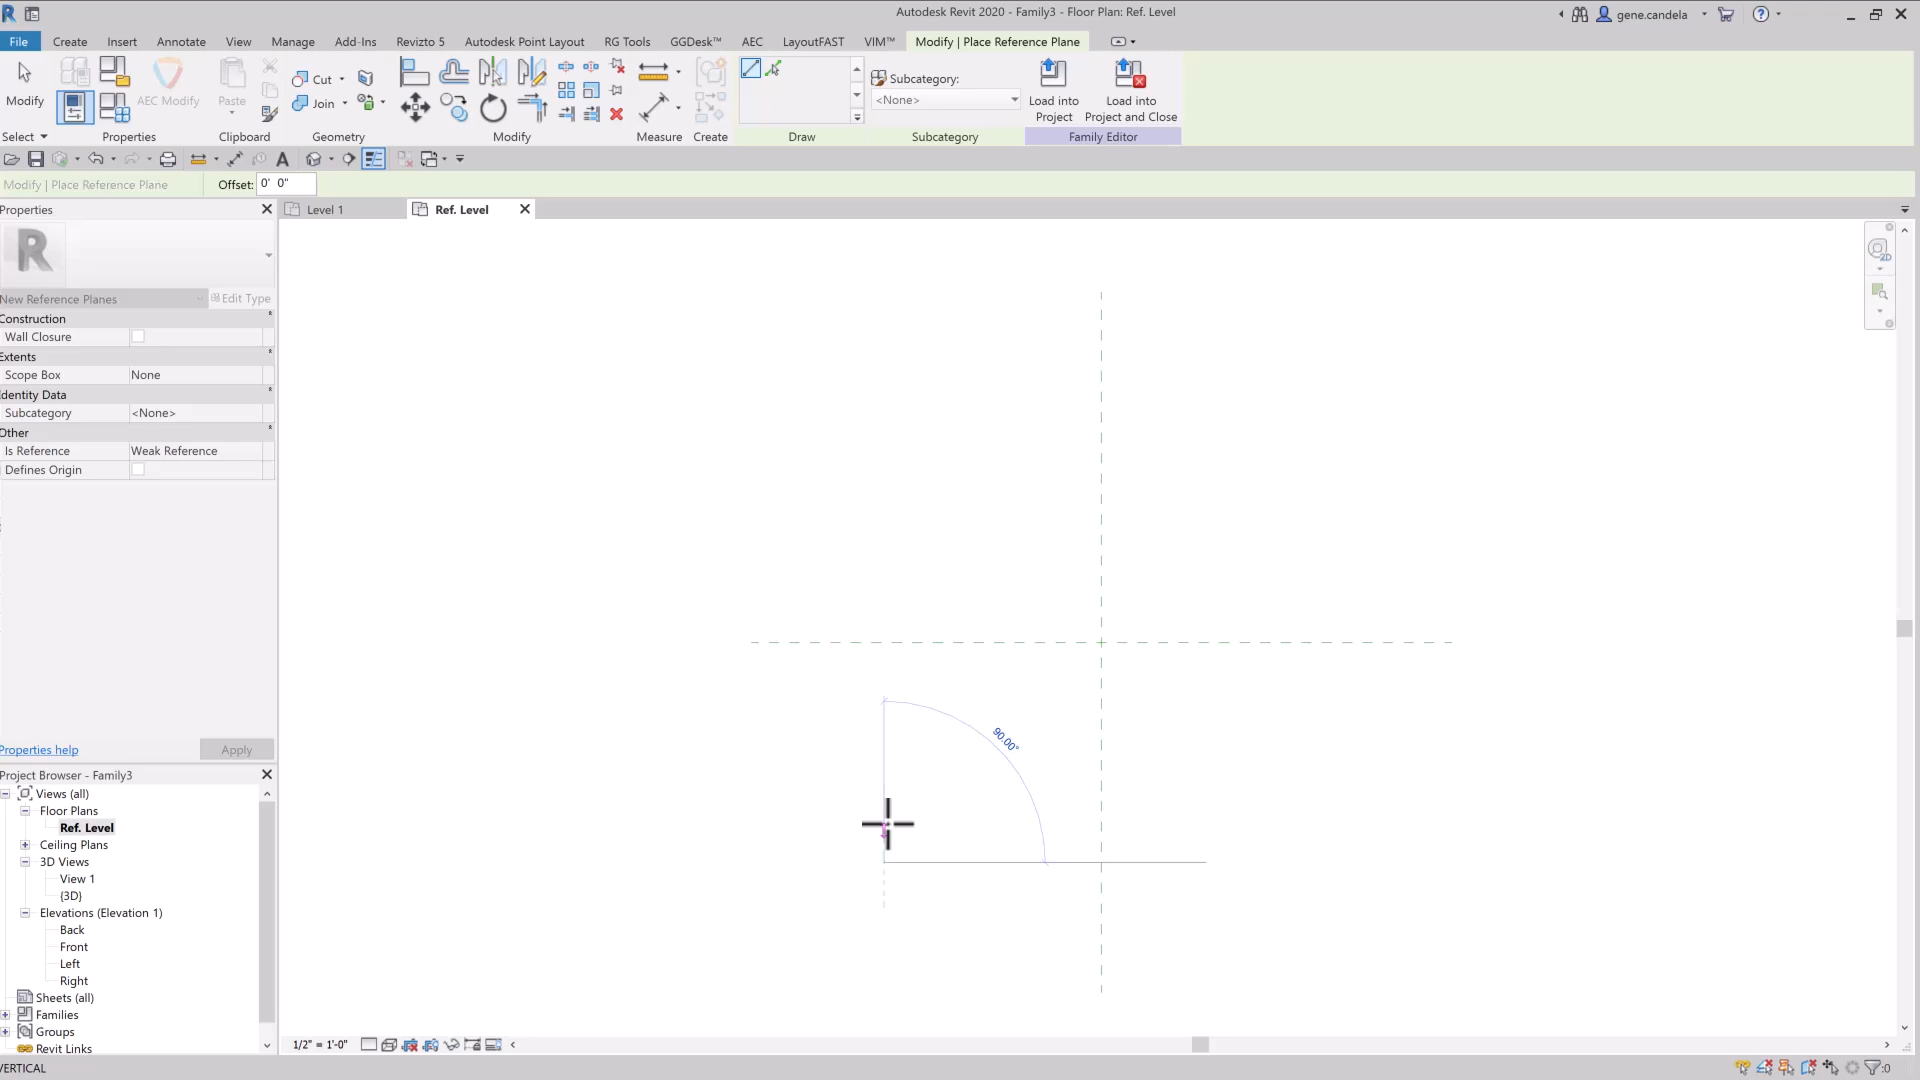 Autodesk Revit 2020 - Family3 - Floor Plan: Ref. Level
gene.candela
File Create Insert Annotate View Manage Add-Ins Revizto 5 Autodesk Point Layout RG Tools GGDesk™ AEC LayoutFAST VIM™ Modify | Place Reference Plane
Modify
AEC Modify
Paste
Cut
Join
Subcategory:
<None>
Load into
Project
Load into
Project and Close
Select Properties Clipboard Geometry Modify Measure Create Draw Subcategory Family Editor
Modify | Place Reference Plane
Offset: 0' 0"
Properties
Level 1
Ref. Level
R
2D
New Reference Planes
Edit Type
Construction
Wall Closure
Extents
Scope Box None
Identity Data
Subcategory <None>
Other
Is Reference Weak Reference
Defines Origin
90.00°
Properties help
Apply
Project Browser - Family3
Views (all)
Floor Plans
Ref. Level
Ceiling Plans
3D Views
View 1
{3D}
Elevations (Elevation 1)
Back
Front
Left
Right
Sheets (all)
Families
Groups
Revit Links
1/2" = 1'-0"
VERTICAL
:0